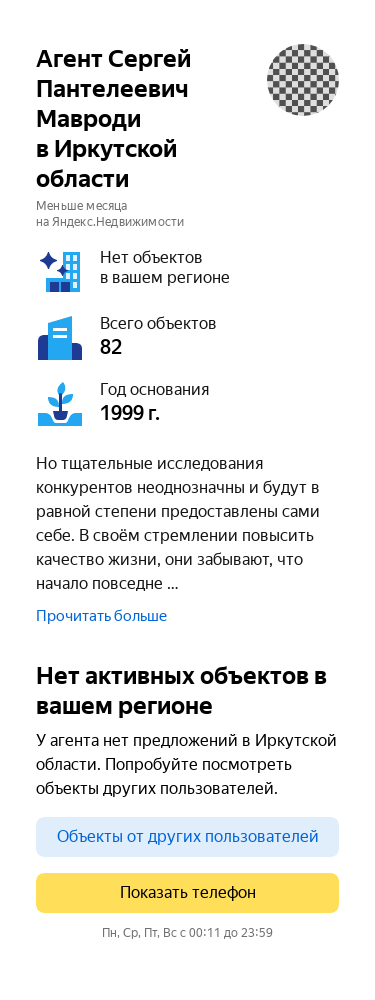 Агент Сергей
Пантелеевич
Мавроди
в Иркутской
области
Меньше месяца
на Яндекс.Недвижимости
Нет объектов
в вашем регионе
Всего объектов
82
Год основания
1999 г.
Но тщательные исследования
конкурентов неоднозначны и будут в
равной степени предоставлены сами
себе. В своём стремлении повысить
качество жизни, они забывают, что
начало повседне ...
Прочитать больше
Нет активных объектов в
вашем регионе
У агента нет предложений в Иркутской
области. Попробуйте посмотреть
объекты других пользователей.
Объекты от других пользователей
Показать телефон
Пн, Ср, Пт, Вс с 00:11 до 23:59